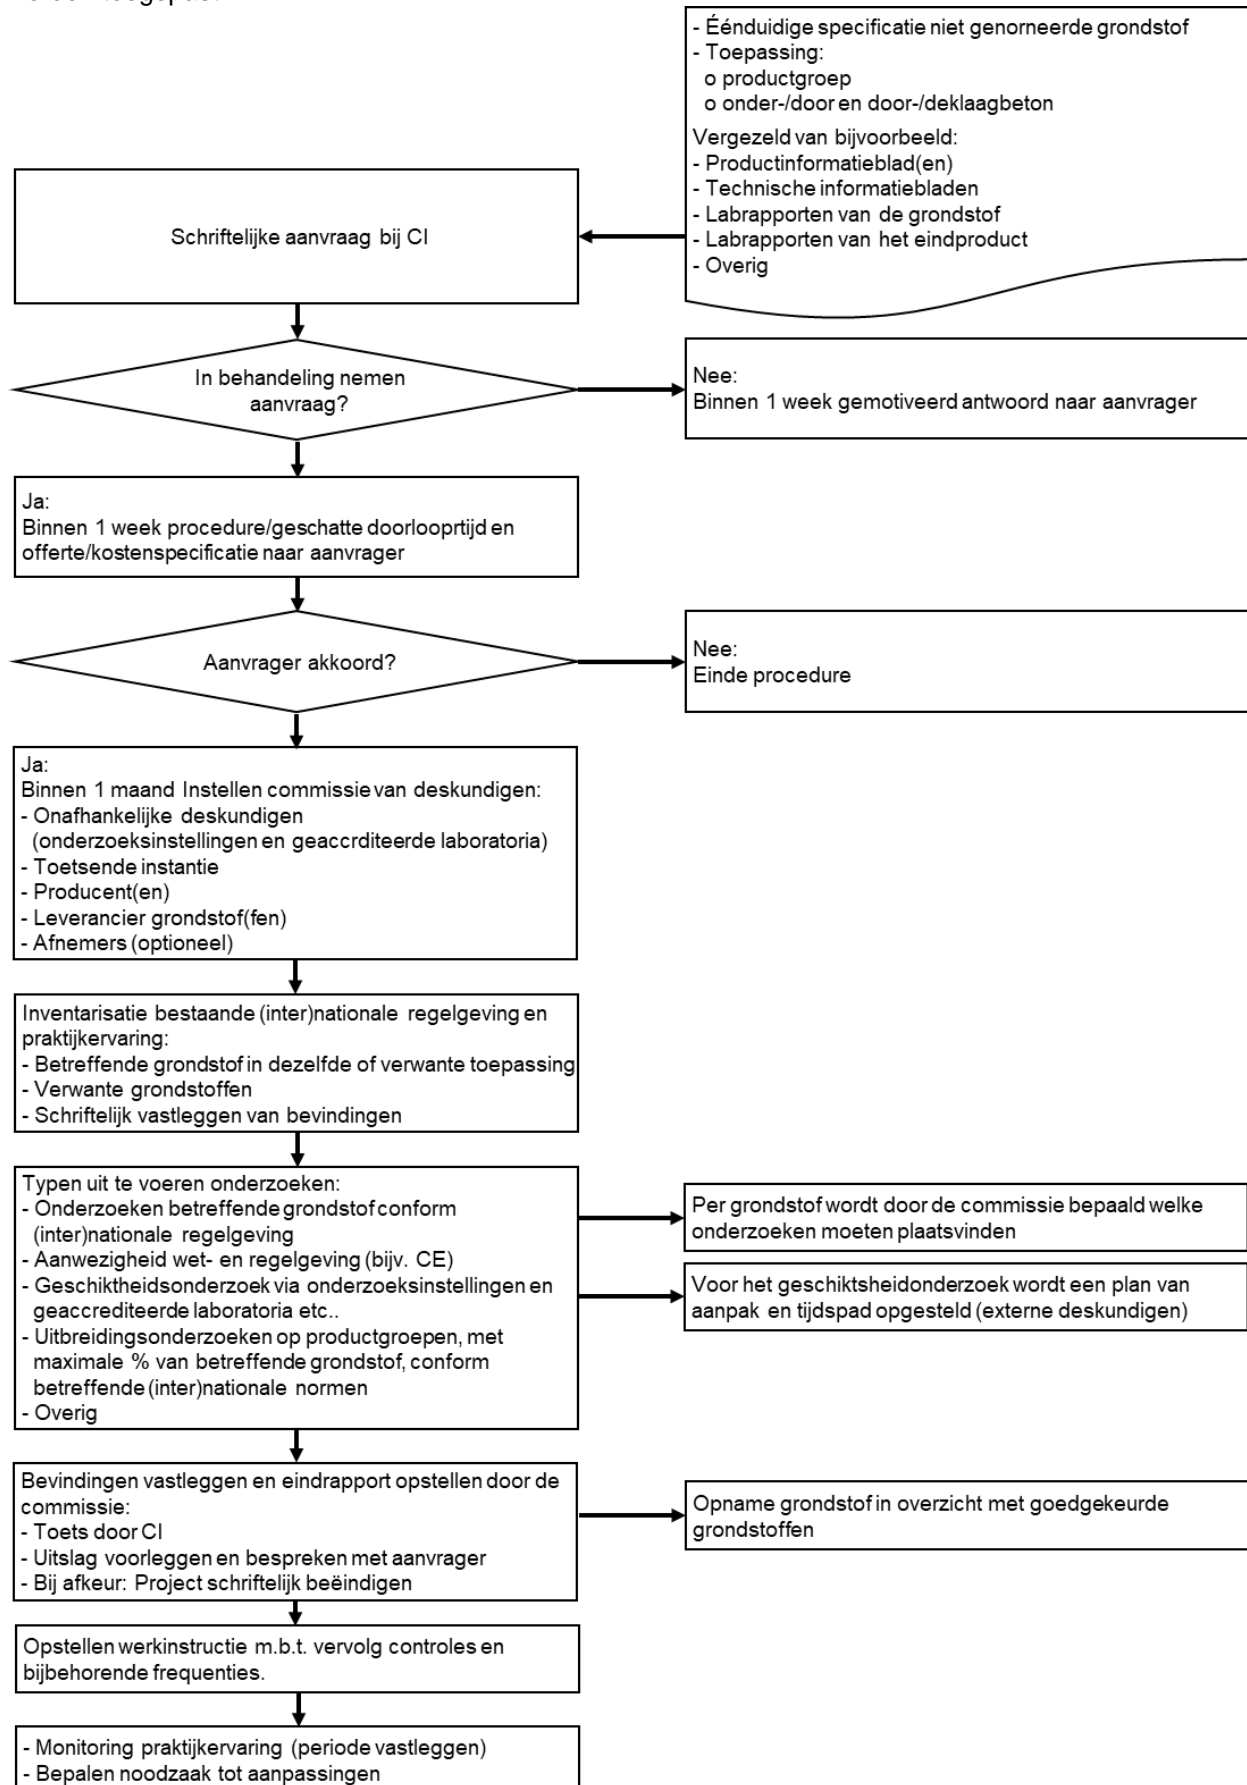 - Éénduidige specificatie niet genorneerde grondstof
- Toepassing:
o productgroep
o onder-/door en door-/deklaagbeton
Vergezeld van bijvoorbeeld:
- Productinformatieblad(en)
- Technische informatiebladen
- Labrapporten van de grondstof
- Labrapporten van het eindproduct
- Overig
Schriftelijke aanvraag bij CI
In behandeling nemen
aanvraag?
Nee:
Binnen 1 week gemotiveerd antwoord naar aanvrager
Ja:
Binnen 1 week procedure/geschatte doorlooprtijd en
offerte/kostenspecificatie naar aanvrager
Aanvrager akkoord?
Nee:
Einde procedure
Ja:
Binnen 1 maand Instellen commissie van deskundigen:
- Onafhankelijke deskundigen
(onderzoeksinstellingen en geaccrditeerde laboratoria)
- Toetsende instantie
- Producent(en)
- Leverancier grondstof(fen)
- Afnemers (optioneel)
Inventarisatie bestaande (inter)nationale regelgeving en
praktijkervaring:
- Betreffende grondstof in dezelfde of verwante toepassing
- Verwante grondstoffen
- Schriftelijk vastleggen van bevindingen
Typen uit te voeren onderzoeken:
- Onderzoeken betreffende grondstof conform
(inter)nationale regelgeving
- Aanwezigheid wet- en regelgeving (bijv. CE)
- Geschiktheidsonderzoek via onderzoeksinstellingen en
geaccrediteerde laboratoria etc..
- Uitbreidingsonderzoeken op productgroepen, met
maximale % van betreffende grondstof, conform
betreffende (inter)nationale normen
- Overig
Per grondstof wordt door de commissie bepaald welke
onderzoeken moeten plaatsvinden
Voor het geschiktsheidonderzoek wordt een plan van
aanpak en tijdspad opgesteld (externe deskundigen)
Bevindingen vastleggen en eindrapport opstellen door de
commissie:
- Toets door CI
- Uitslag voorleggen en bespreken met aanvrager
- Bij afkeur: Project schriftelijk beëindigen
Opname grondstof in overzicht met goedgekeurde
grondstoffen
Opstellen werkinstructie m.b.t. vervolg controles en
bijbehorende frequenties.
- Monitoring praktijkervaring (periode vastleggen)
- Bepalen noodzaak tot aanpassingen